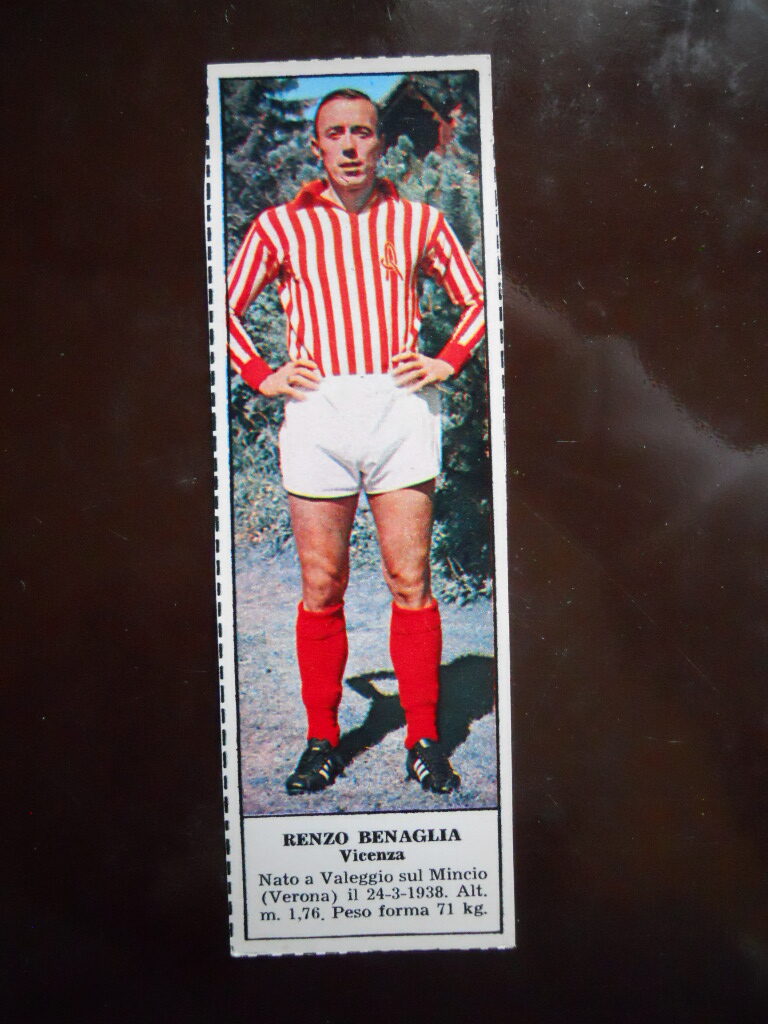 RENZO BENAGLIA
Vicenza
Nato a Valeggio sul Mincio
(Verona) il 24-3-1938. Alt.
m. 1,76. Peso forma 71 kg.